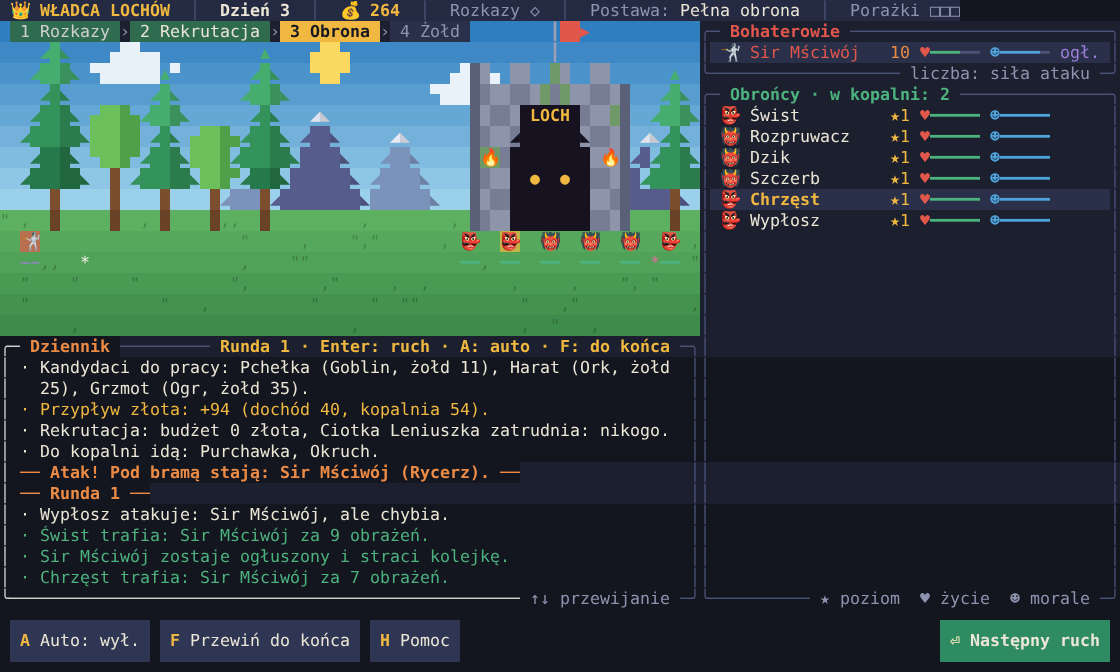 👑 WŁADCA LOCHÓW │ Dzień 3 │ 💰 264 │ Rozkazy ◇ │ Postawa: Pełna obrona │ Porażki □□□
1 Rozkazy › 2 Rekrutacja › 3 Obrona › 4 Żołd
LOCH
Bohaterowie
Sir Mściwój 10 ♥ ☻ ogł.
liczba: siła ataku
Obrońcy · w kopalni: 2
Świst ★1 ♥ ☻
Rozpruwacz ★1 ♥ ☻
Dzik ★1 ♥ ☻
Szczerb ★1 ♥ ☻
Chrzęst ★1 ♥ ☻
Wypłosz ★1 ♥ ☻
Dziennik Runda 1 · Enter: ruch · A: auto · F: do końca
· Kandydaci do pracy: Pchełka (Goblin, żołd 11), Harat (Ork, żołd
25), Grzmot (Ogr, żołd 35).
· Przypływ złota: +94 (dochód 40, kopalnia 54).
· Rekrutacja: budżet 0 złota, Ciotka Leniuszka zatrudnia: nikogo.
· Do kopalni idą: Purchawka, Okruch.
── Atak! Pod bramą stają: Sir Mściwój (Rycerz). ──
── Runda 1 ──
· Wypłosz atakuje: Sir Mściwój, ale chybia.
· Świst trafia: Sir Mściwój za 9 obrażeń.
· Sir Mściwój zostaje ogłuszony i straci kolejkę.
· Chrzęst trafia: Sir Mściwój za 7 obrażeń.
↑↓ przewijanie
★ poziom ♥ życie ☻ morale
A Auto: wył. F Przewiń do końca H Pomoc ⏎ Następny ruch